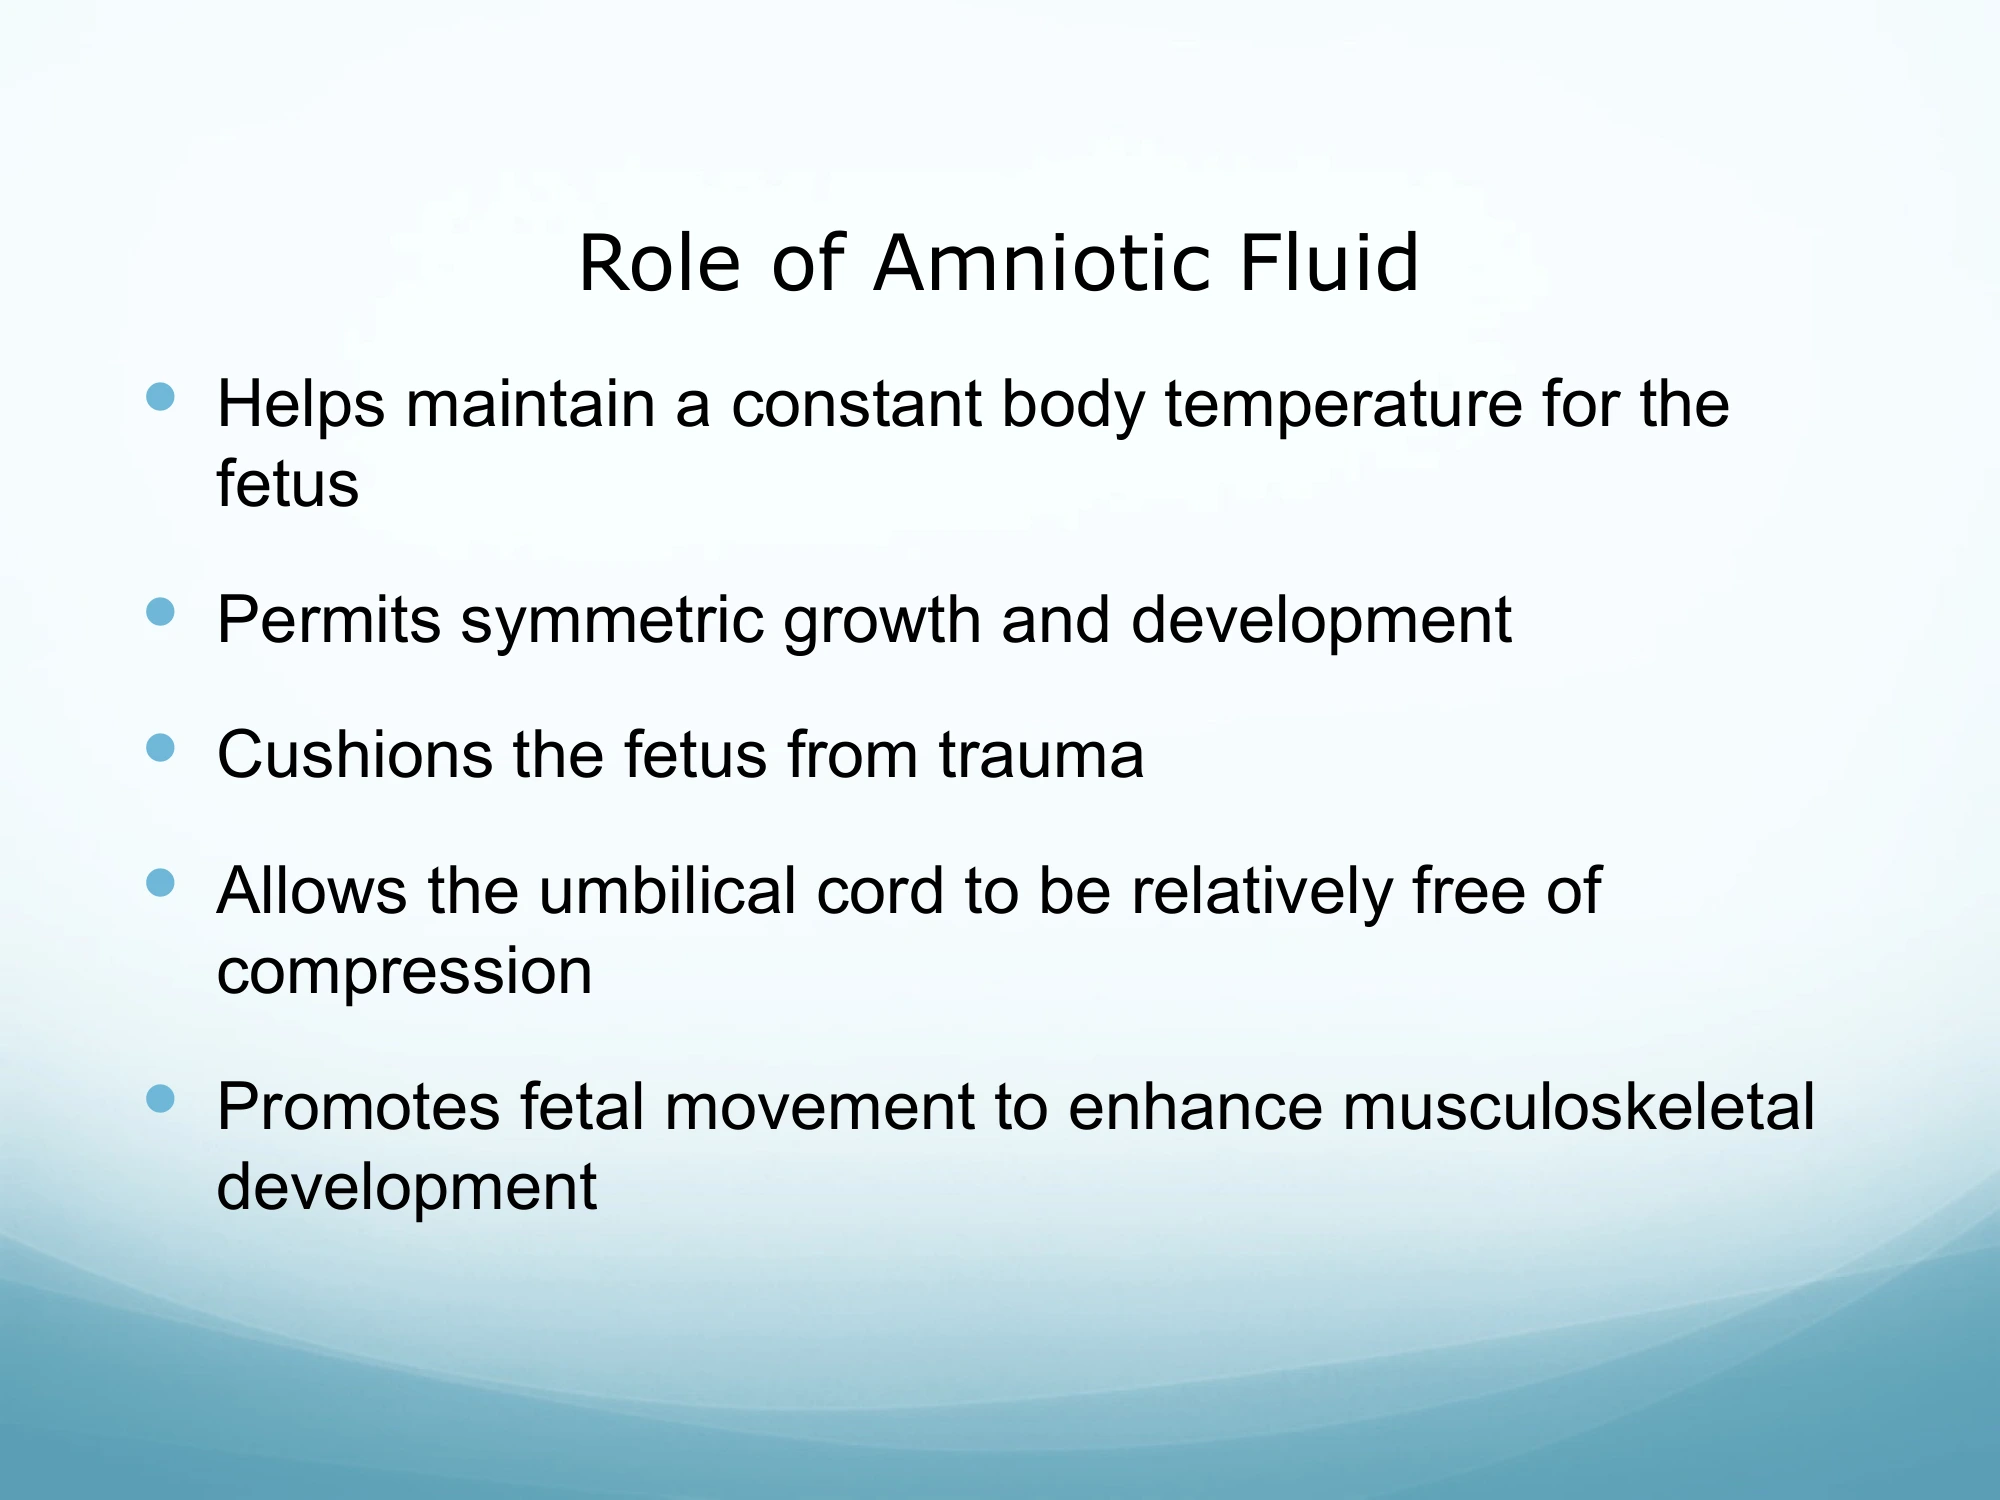 Role of Amniotic Fluid
• Helps maintain a constant body temperature for the
fetus
• Permits symmetric growth and development
• Cushions the fetus from trauma
• Allows the umbilical cord to be relatively free of
compression
• Promotes fetal movement to enhance musculoskeletal
development